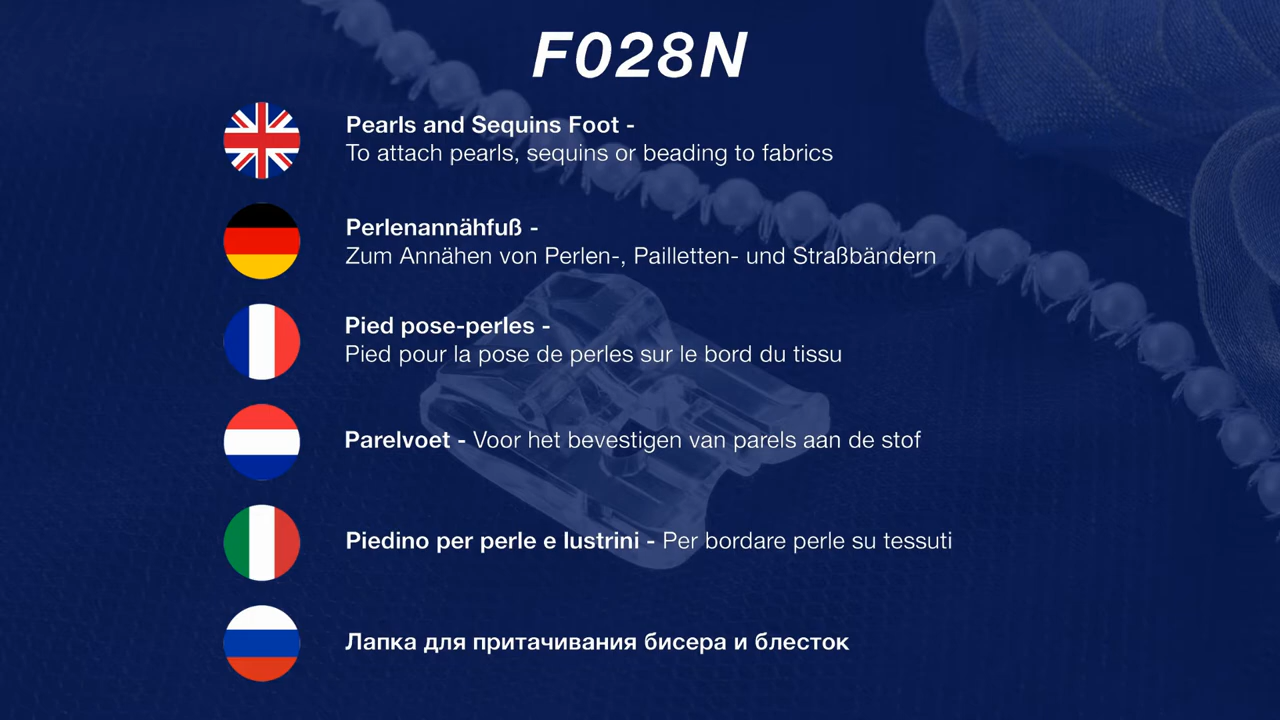 F028N
Pearls and Sequins Foot -
To attach pearls, sequins or beading to fabrics
Perlenannähfuß -
Zum Annähen von Perlen-, Pailletten- und Straßbändern
Pied pose-perles -
Pied pour la pose de perles sur le bord du tissu
Parelvoet - Voor het bevestigen van parels aan de stof
Piedino per perle e lustrini - Per bordare perle su tessuti
Лапка для притачивания бисера и блесток